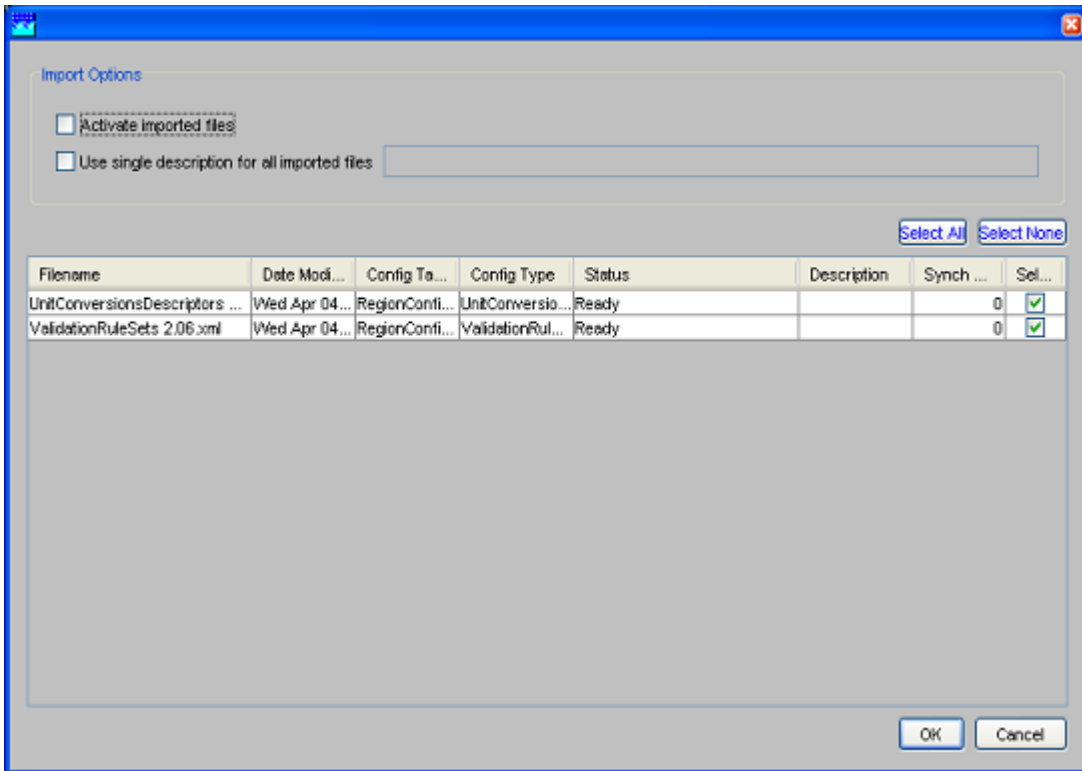 Import Options
Activate imported files
Use single description for all imported files
Select All Select None
Filename Date Modi... Config Ta... Config Type Status Description Synch ... Sel...
UnitConversionsDescriptors ... Wed Apr 04... RegionConfi... UnitConversio... Ready 0
ValidationRuleSets 2.06.xml Wed Apr 04... RegionConfi... ValidationRul... Ready 0
OK Cancel